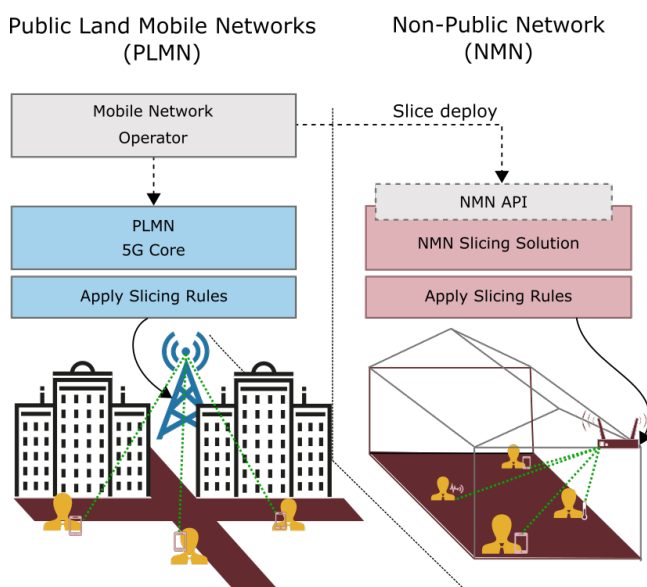 Public Land Mobile Networks
(PLMN)
Non-Public Network
(NMN)
Mobile Network
Operator
Slice deploy
NMN API
PLMN
5G Core
NMN Slicing Solution
Apply Slicing Rules
Apply Slicing Rules